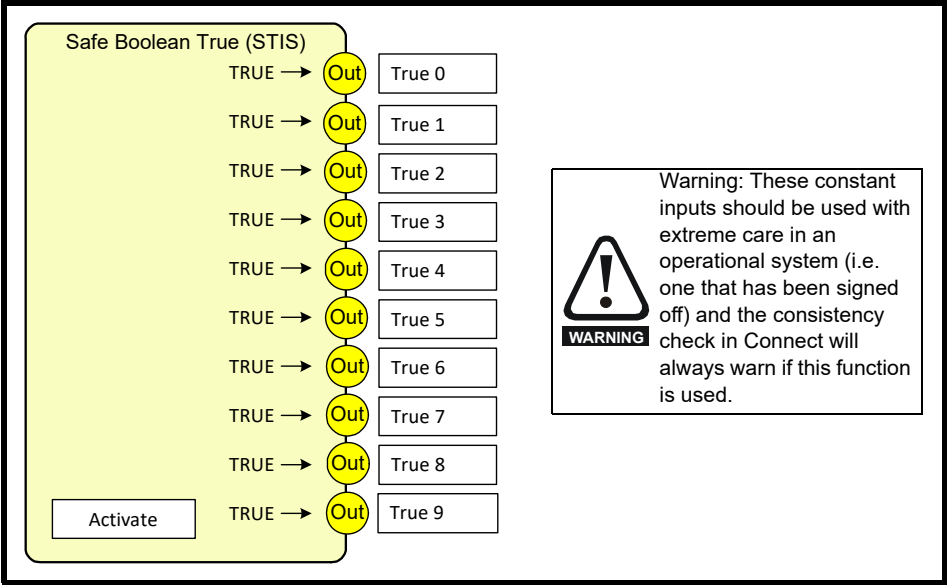 Safe Boolean True (STIS)
TRUE Out True 0
TRUE Out True 1
TRUE Out True 2
TRUE Out True 3
TRUE Out True 4
TRUE Out True 5
TRUE Out True 6
TRUE Out True 7
TRUE Out True 8
Activate TRUE Out True 9
Warning: These constant
inputs should be used with
extreme care in an
operational system (i.e.
one that has been signed
off) and the consistency
check in Connect will
always warn if this function
is used.
WARNING